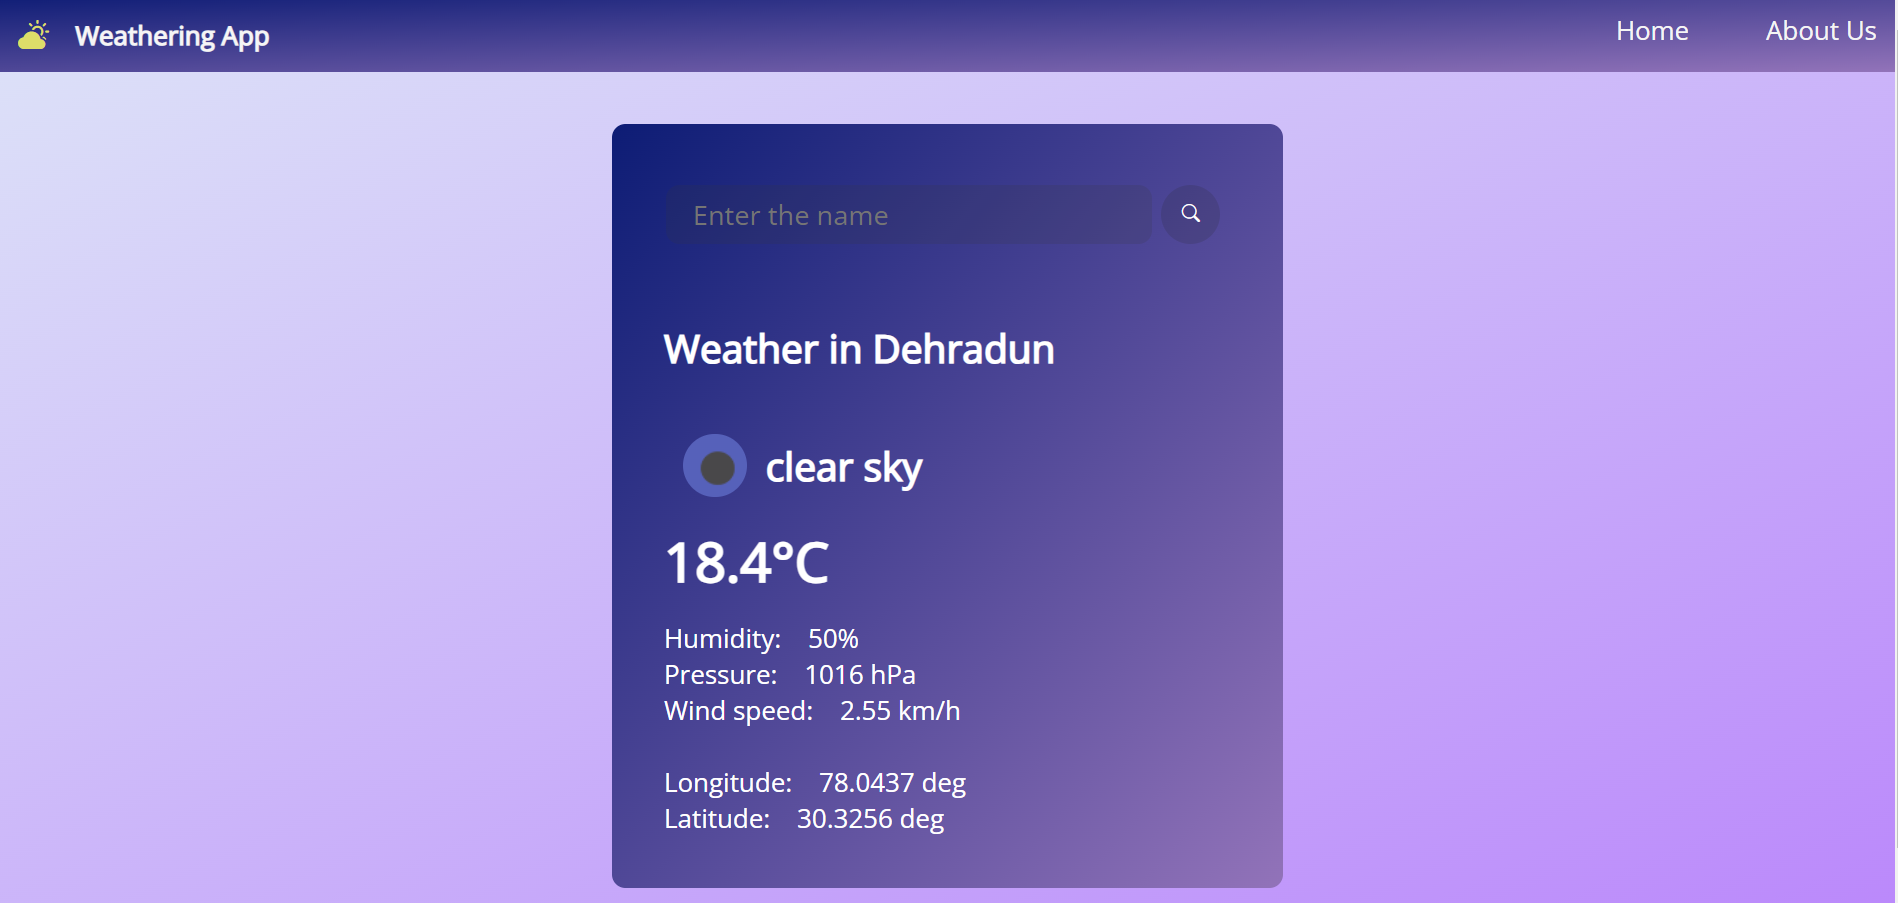 Weathering App
Home
About Us
Enter the name
Weather in Dehradun
clear sky
18.4°C
Humidity: 50%
Pressure: 1016 hPa
Wind speed: 2.55 km/h
Longitude: 78.0437 deg
Latitude: 30.3256 deg